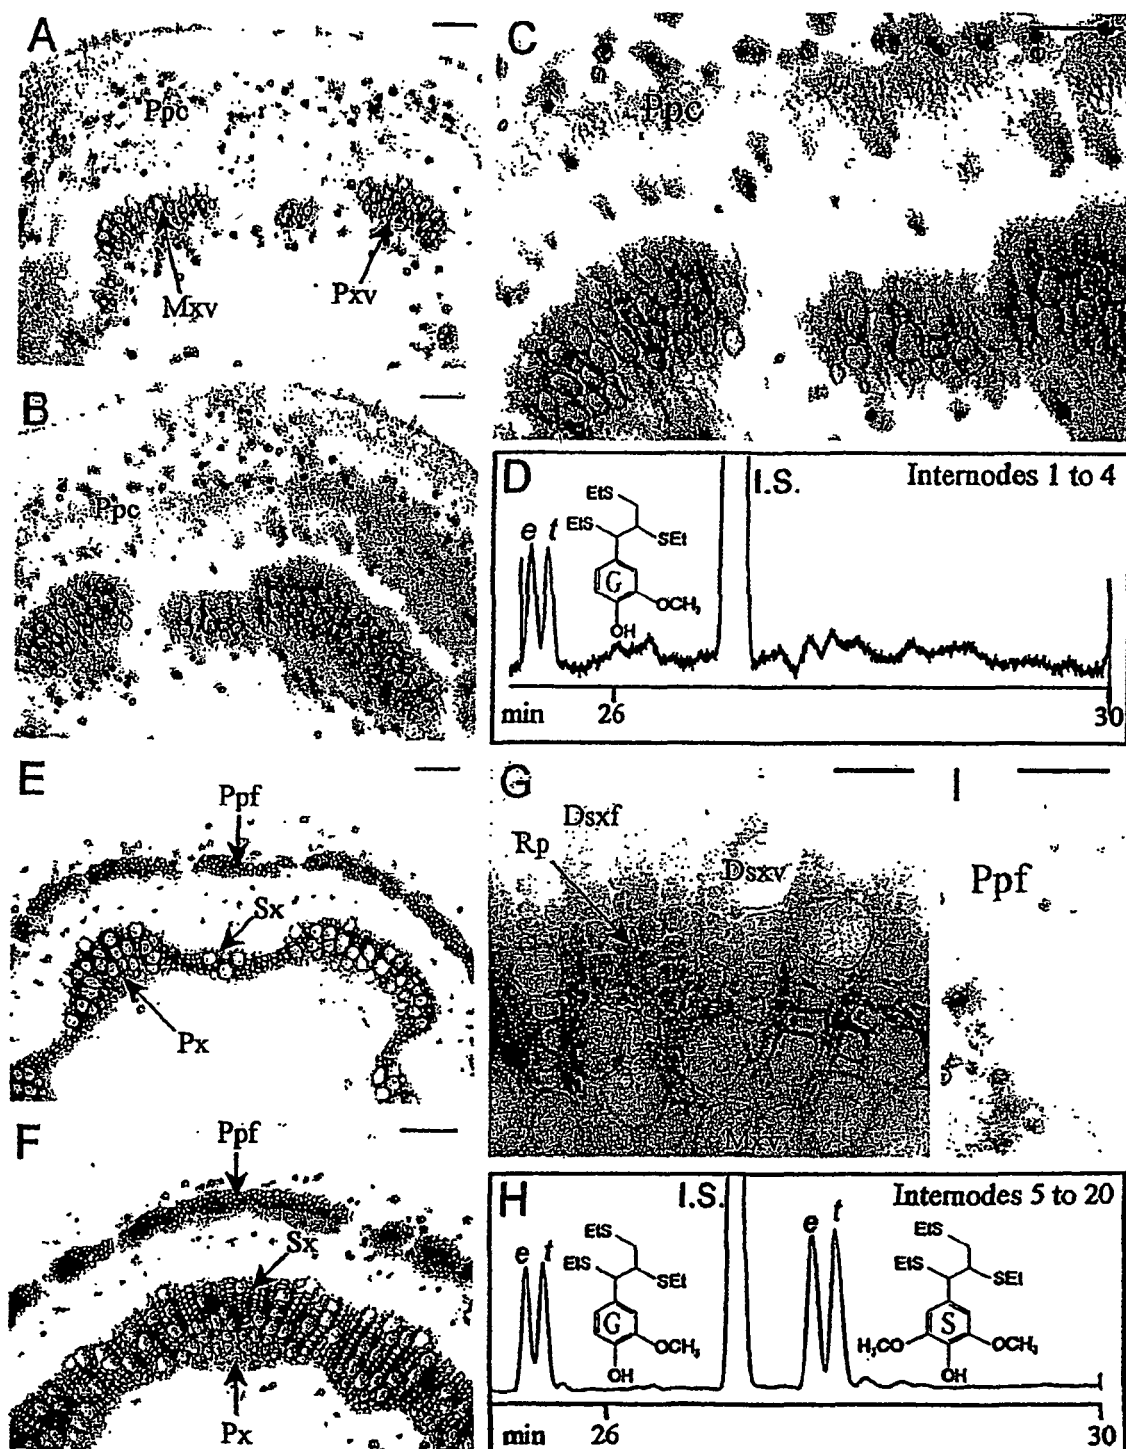 A
Ppc
Mxv
Pxv
B
Ppc
C
Ppc
D
I.S.
Internodes 1 to 4
EtS
EtS
e t
SEt
G
OCH3
OH
min 26 30
E
Ppf
Sx
Px
F
Ppf
Sx
Px
G
Dsxf
Rp
Dsxv
Mxv
I
Ppf
H
I.S.
Internodes 5 to 20
e t
EtS
EtS
SEt
G
OCH3
OH
e t
EtS
EtS
SEt
S
H3CO
OCH3
OH
min 26 30